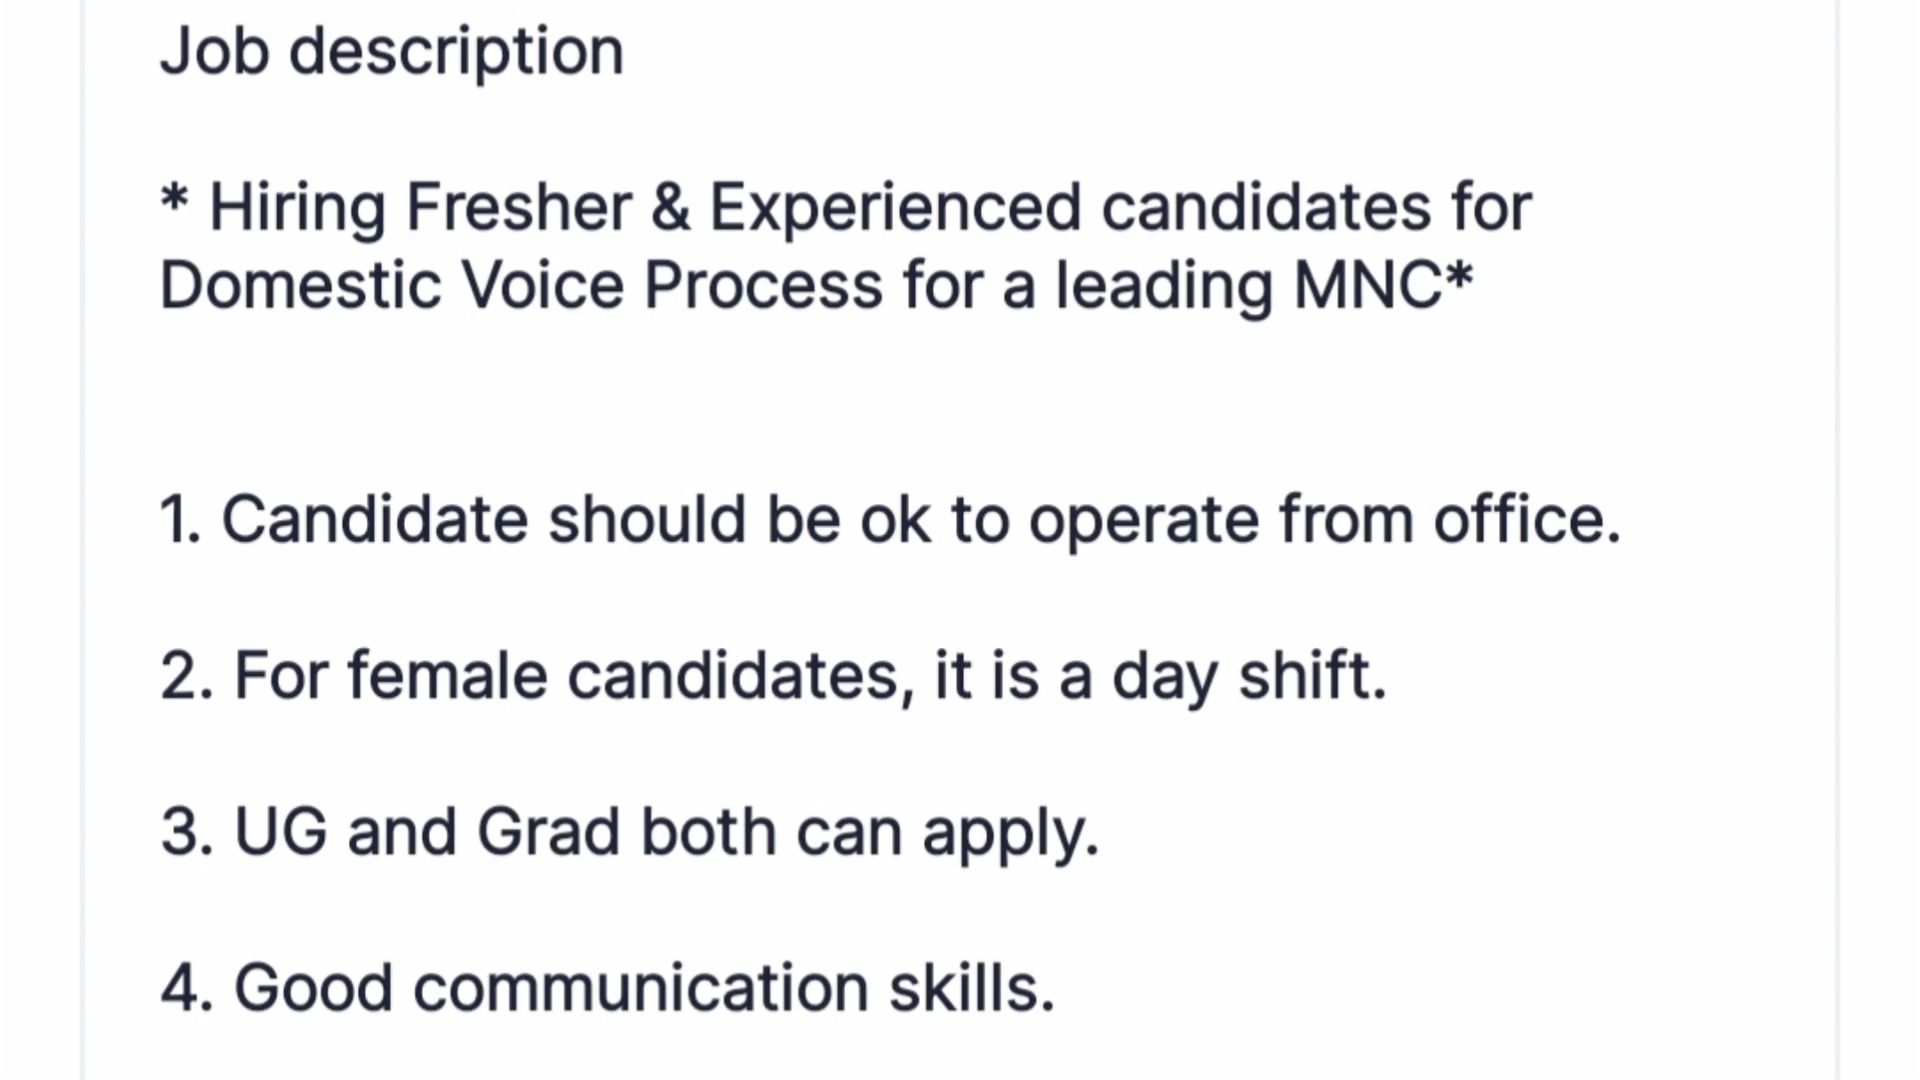 Job description
* Hiring Fresher & Experienced candidates for
Domestic Voice Process for a leading MNC*
1. Candidate should be ok to operate from office.
2. For female candidates, it is a day shift.
3. UG and Grad both can apply.
4. Good communication skills.